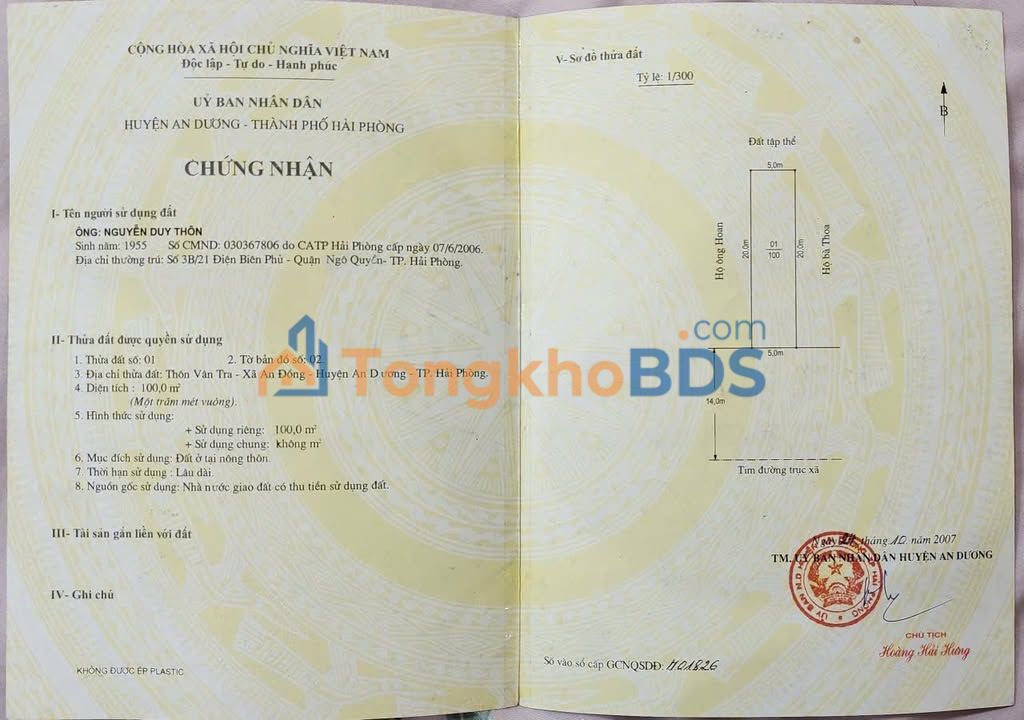 CỘNG HÒA XÃ HỘI CHỦ NGHĨA VIỆT NAM
Độc lập - Tự do - Hanh phúc
UỶ BAN NHÂN DÂN
HUYỆN AN DƯƠNG - THÀNH PHỐ HẢI PHÒNG
CHỨNG NHẬN
I- Tên người sử dụng đất
ÔNG: NGUYỄN DUY THÔN
Sinh năm: 1955 Số CMND: 030367806 do CATP Hải Phòng cấp ngày 07/6/2006.
Địa chỉ thường trú: Số 3B/21 Điện Biên Phủ - Quận Ngô Quyền- TP. Hải Phòng.
II- Thửa đất được quyền sử dụng
1. Thửa đất số: 01 2. Tờ bản đồ số: 02.
3. Địa chỉ thửa đất: Thôn Vân Tra - Xã An Đồng - Huyện An Dương - TP. Hải Phòng.
4. Diện tích : 100,0 m²
(Một trăm mét vuông).
5. Hình thức sử dụng:
+ Sử dụng riêng: 100,0 m²
+ Sử dụng chung: không m²
6. Mục đích sử dụng: Đất ở tại nông thôn.
7. Thời hạn sử dụng : Lâu dài.
8. Nguồn gốc sử dụng: Nhà nước giao đất có thu tiền sử dụng đất.
III- Tài sản gắn liền với đất
IV- Ghi chú
KHÔNG ĐƯỢC ÉP PLASTIC
V- Sơ đồ thửa đất
Tỷ lệ: 1/300
B
Đất tập thể
5,0m
Hộ ông Hoan
20,0m
01
100
20,0m
Hộ bà Thoa
5,0m
14,0m
Tim đường trục xã
TongkhoBDS.com
Ngày tháng 10 năm 2007
TM. UỶ BAN NHÂN DÂN HUYỆN AN DƯƠNG
CHỦ TỊCH
Hoàng Hải Hưng
Số vào sổ cấp GCNQSDĐ: H01826